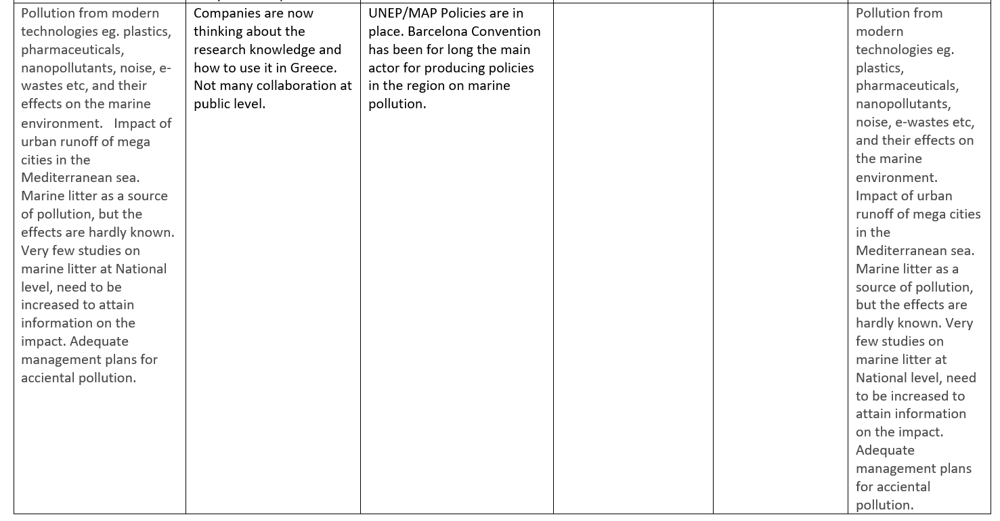 Pollution from modern
technologies eg. plastics,
pharmaceuticals,
nanopollutants, noise, e-
wastes etc, and their
effects on the marine
environment.   Impact of
urban runoff of mega
cities in the
Mediterranean sea.
Marine litter as a source
of pollution, but the
effects are hardly known.
Very few studies on
marine litter at National
level, need to be
increased to attain
information on the
impact. Adequate
management plans for
acciental pollution.
Companies are now
thinking about the
research knowledge and
how to use it in Greece.
Not many collaboration at
public level.
UNEP/MAP Policies are in
place. Barcelona Convention
has been for long the main
actor for producing policies
in the region on marine
pollution.
Pollution from
modern
technologies eg.
plastics,
pharmaceuticals,
nanopollutants,
noise, e-wastes etc,
and their effects on
the marine
environment.
Impact of urban
runoff of mega cities
in the
Mediterranean sea.
Marine litter as a
source of pollution,
but the effects are
hardly known. Very
few studies on
marine litter at
National level, need
to be increased to
attain information
on the impact.
Adequate
management plans
for acciental
pollution.